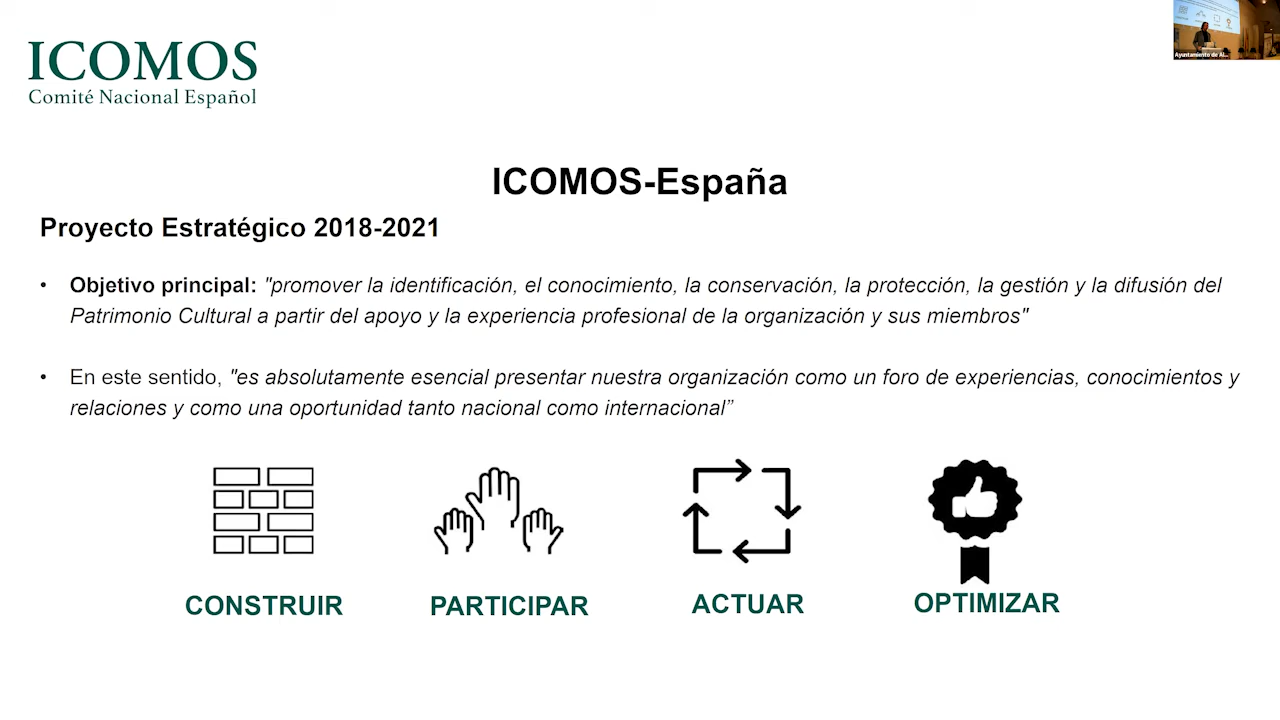 ICOMOS
Comité Nacional Español
Ayuntamiento de Al...
ICOMOS-España
Proyecto Estratégico 2018-2021
• Objetivo principal: "promover la identificación, el conocimiento, la conservación, la protección, la gestión y la difusión del
Patrimonio Cultural a partir del apoyo y la experiencia profesional de la organización y sus miembros"
• En este sentido, "es absolutamente esencial presentar nuestra organización como un foro de experiencias, conocimientos y
relaciones y como una oportunidad tanto nacional como internacional”
CONSTRUIR
PARTICIPAR
ACTUAR
OPTIMIZAR